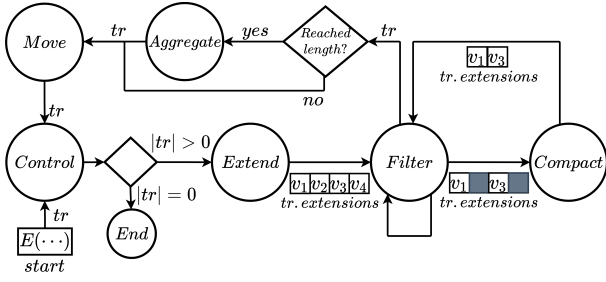 Move
tr
Aggregate
yes
Reached
length?
tr
no
v1 v3
tr. extensions
tr
Control
|tr| > 0
Extend
v1 v2 v3 v4
tr. extensions
Filter
v1 v3
tr. extensions
Compact
|tr| = 0
End
tr
E(···)
start